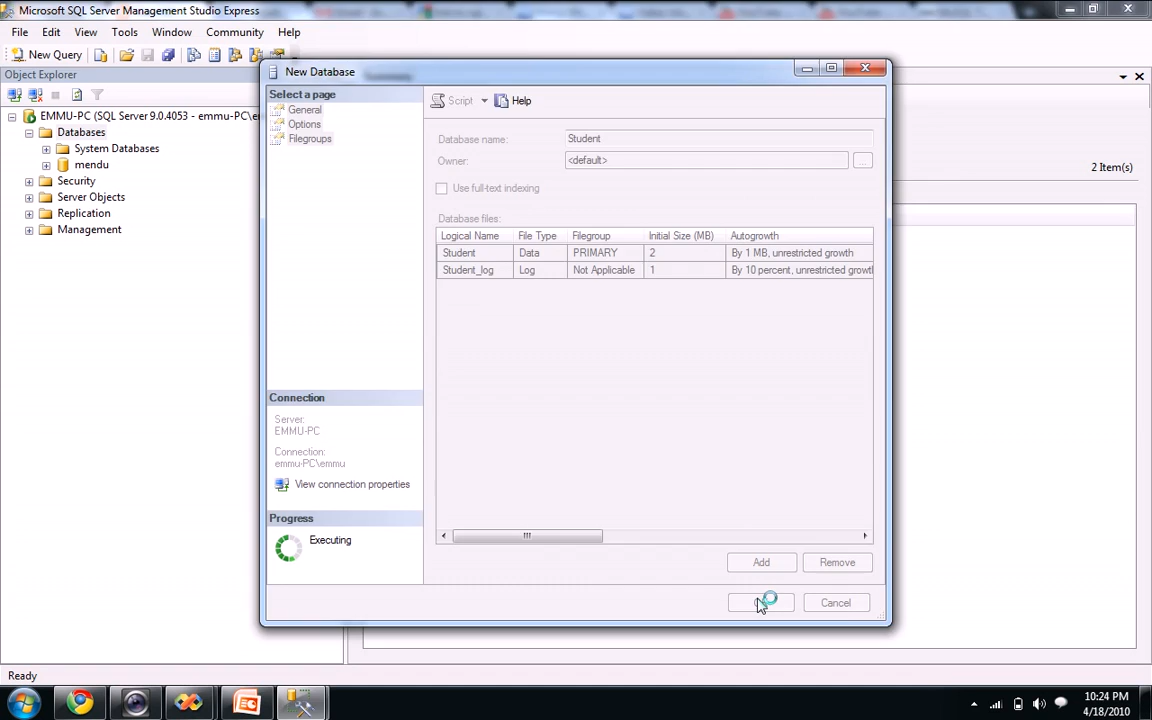 Microsoft SQL Server Management Studio Express
File Edit View Tools Window Community Help
New Query
Object Explorer
EMMU-PC (SQL Server 9.0.4053 - emmu-PC\
Databases
System Databases
mendu
Security
Server Objects
Replication
Management
2 Item(s)
New Database
Select a page
General
Options
Filegroups
Script Help
Database name: Student
Owner: <default> ...
Use full-text indexing
Database files:
Logical Name File Type Filegroup Initial Size (MB) Autogrowth
Student Data PRIMARY 2 By 1 MB, unrestricted growth
Student_log Log Not Applicable 1 By 10 percent, unrestricted growt
Connection
Server:
EMMU-PC
Connection:
emmu-PC\emmu
View connection properties
Progress
Executing
Add Remove
Cancel
Ready
10:24 PM
4/18/2010